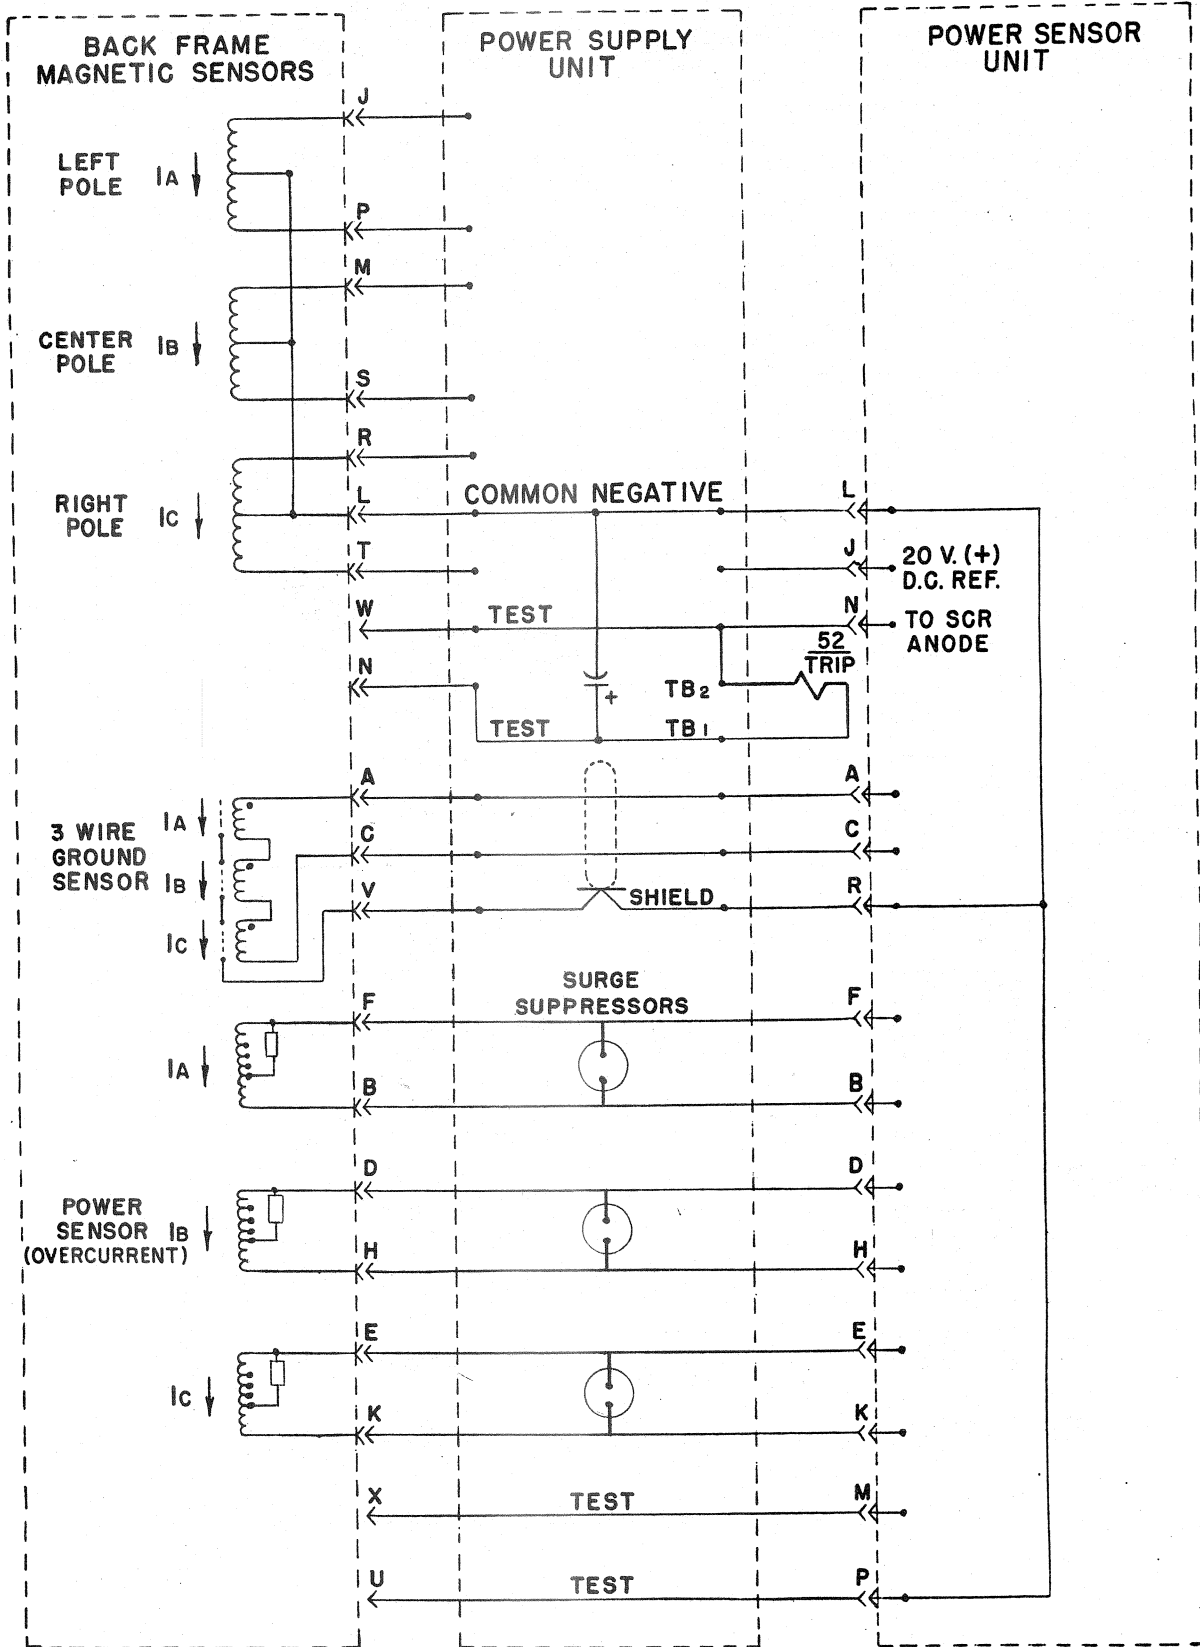 BACK FRAME
MAGNETIC SENSORS
POWER SUPPLY
UNIT
POWER SENSOR
UNIT
J
LEFT
POLE
IA
P
M
CENTER
POLE
IB
S
R
RIGHT
POLE
IC
L
COMMON NEGATIVE
L
T
J
20 V. (+)
D.C. REF.
W
TEST
N
TO SCR
ANODE
52
TRIP
N
+
TB2
TEST
TB1
A
A
3 WIRE
GROUND
SENSOR
IA
IB
IC
C
C
V
SHIELD
R
SURGE
SUPPRESSORS
F
F
IA
B
B
D
D
POWER
SENSOR
(OVERCURRENT)
IB
H
H
E
E
IC
K
K
X
TEST
M
U
TEST
P